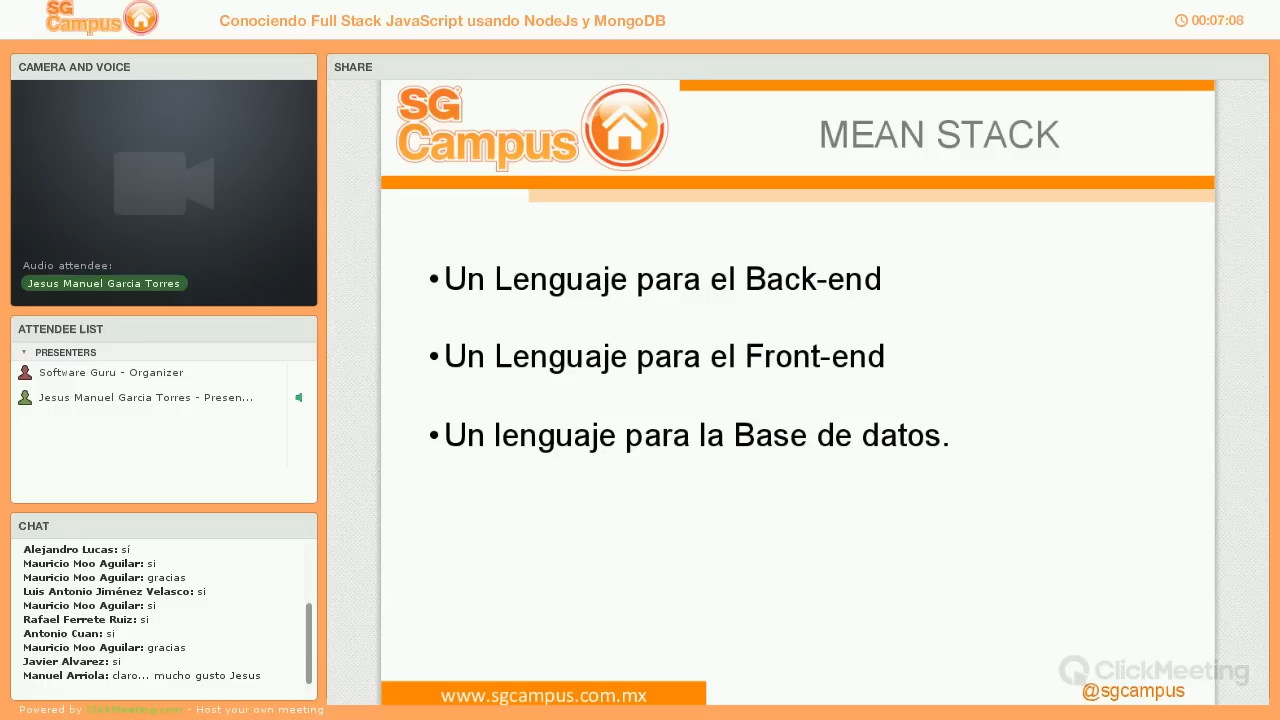 SG
Campus
Conociendo Full Stack JavaScript usando NodeJs y MongoDB
00:07:08
CAMERA AND VOICE
Audio attendee:
Jesus Manuel Garcia Torres
ATTENDEE LIST
PRESENTERS
Software Guru - Organizer
Jesus Manuel Garcia Torres - Presen...
CHAT
Alejandro Lucas: sí
Mauricio Moo Aguilar: si
Mauricio Moo Aguilar: gracias
Luis Antonio Jiménez Velasco: si
Mauricio Moo Aguilar: si
Rafael Ferrete Ruiz: si
Antonio Cuan: si
Mauricio Moo Aguilar: gracias
Javier Alvarez: si
Manuel Arriola: claro... mucho gusto Jesus
Powered by ClickMeeting.com - Host your own meeting
SHARE
SG
Campus
MEAN STACK
•Un Lenguaje para el Back-end
•Un Lenguaje para el Front-end
•Un lenguaje para la Base de datos.
www.sgcampus.com.mx
ClickMeeting
@sgcampus